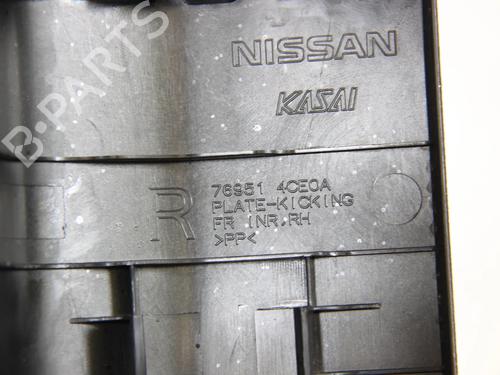 B-PARTS
NISSAN
KASAI
R
76951 4CE0A
PLATE-KICKING
FR INR,RH
>PP<